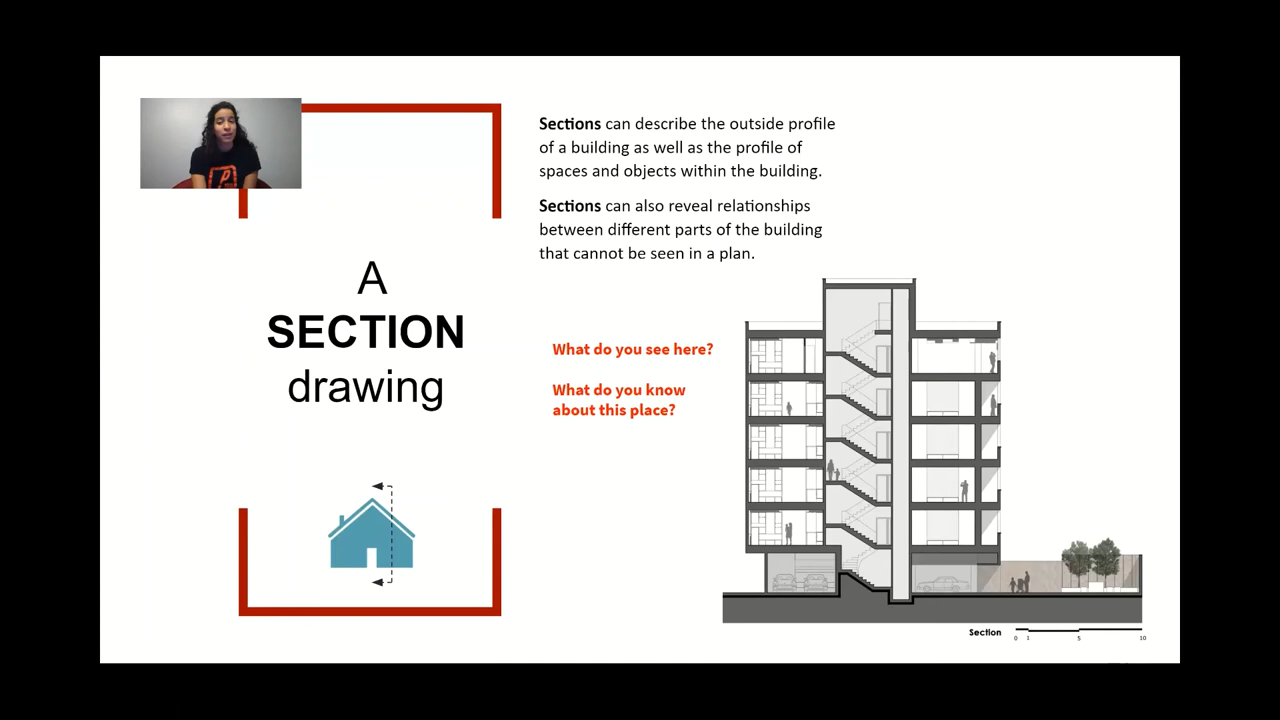 Sections can describe the outside profile
of a building as well as the profile of
spaces and objects within the building.
Sections can also reveal relationships
between different parts of the building
that cannot be seen in a plan.
A
SECTION
drawing
What do you see here?
What do you know
about this place?
Section
0 1 5 10